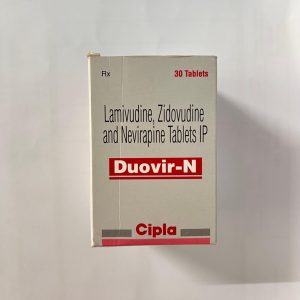 Rx
30 Tablets
Lamivudine, Zidovudine
and Nevirapine Tablets IP
Duovir-N
Cipla